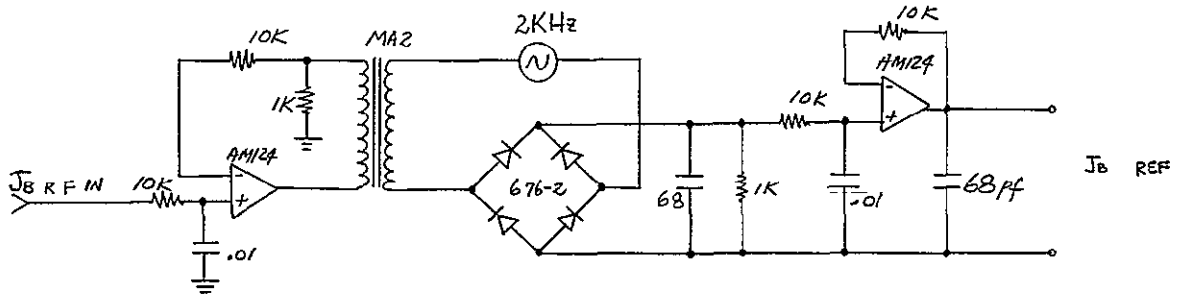 10K
MA2
2KHz
10K
AM124
1K
10K
-
+
AM124
-
+
JB RF IN
10K
.01
676-2
68
1K
.01
68pf
JB REF